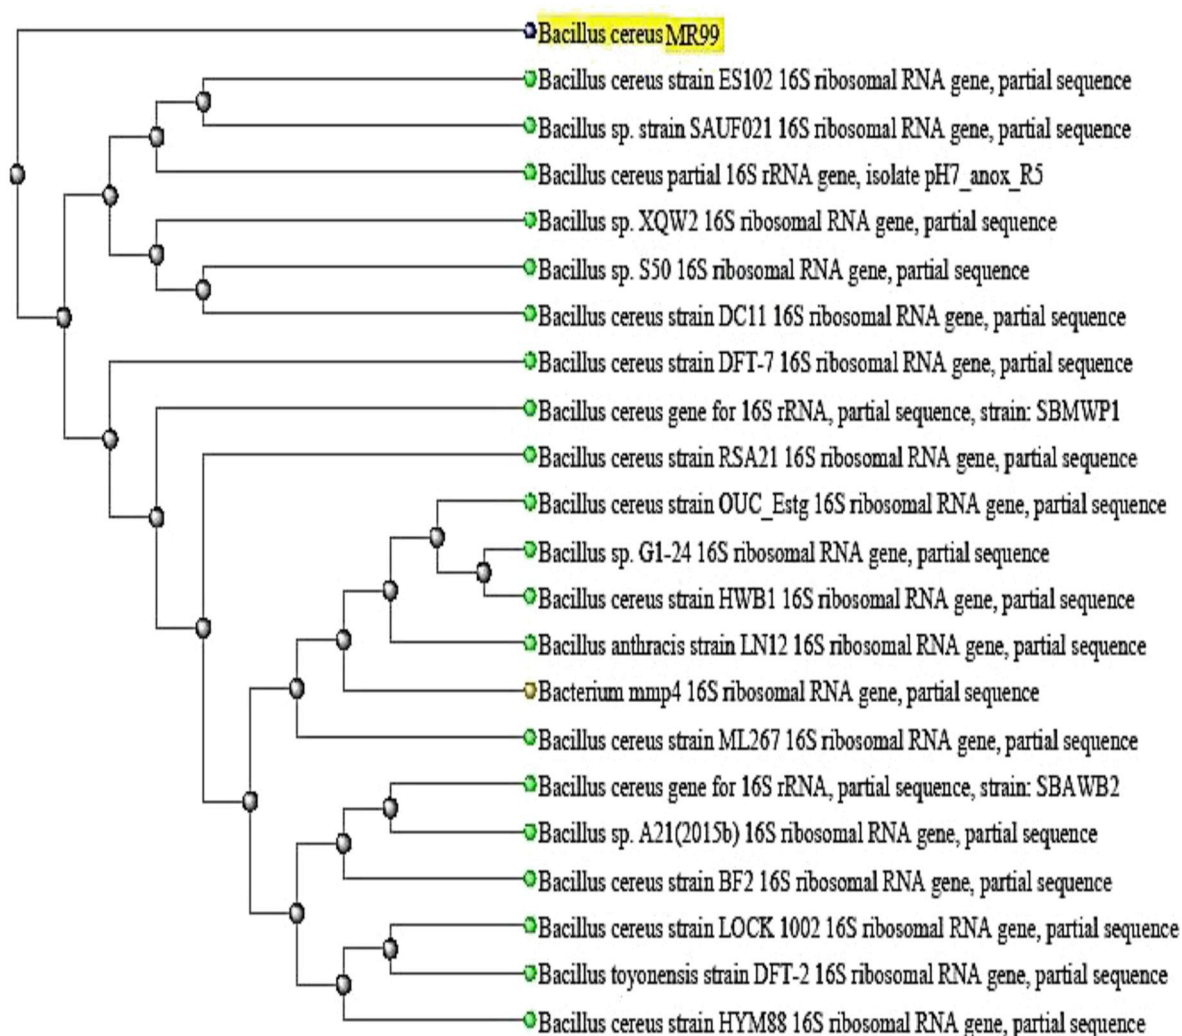 Bacillus cereus MR99
Bacillus cereus strain ES102 16S ribosomal RNA gene, partial sequence
Bacillus sp. strain SAUF021 16S ribosomal RNA gene, partial sequence
Bacillus cereus partial 16S rRNA gene, isolate pH7_anox_R5
Bacillus sp. XQW2 16S ribosomal RNA gene, partial sequence
Bacillus sp. S50 16S ribosomal RNA gene, partial sequence
Bacillus cereus strain DC11 16S ribosomal RNA gene, partial sequence
Bacillus cereus strain DFT-7 16S ribosomal RNA gene, partial sequence
Bacillus cereus gene for 16S rRNA, partial sequence, strain: SBMWP1
Bacillus cereus strain RSA21 16S ribosomal RNA gene, partial sequence
Bacillus cereus strain OUC_Estg 16S ribosomal RNA gene, partial sequence
Bacillus sp. G1-24 16S ribosomal RNA gene, partial sequence
Bacillus cereus strain HWB1 16S ribosomal RNA gene, partial sequence
Bacillus anthracis strain LN12 16S ribosomal RNA gene, partial sequence
Bacterium mmp4 16S ribosomal RNA gene, partial sequence
Bacillus cereus strain ML267 16S ribosomal RNA gene, partial sequence
Bacillus cereus gene for 16S rRNA, partial sequence, strain: SBAWB2
Bacillus sp. A21(2015b) 16S ribosomal RNA gene, partial sequence
Bacillus cereus strain BF2 16S ribosomal RNA gene, partial sequence
Bacillus cereus strain LOCK 1002 16S ribosomal RNA gene, partial sequence
Bacillus toyonensis strain DFT-2 16S ribosomal RNA gene, partial sequence
Bacillus cereus strain HYM88 16S ribosomal RNA gene, partial sequence